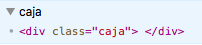 ▼ caja
<div class="caja"> </div>